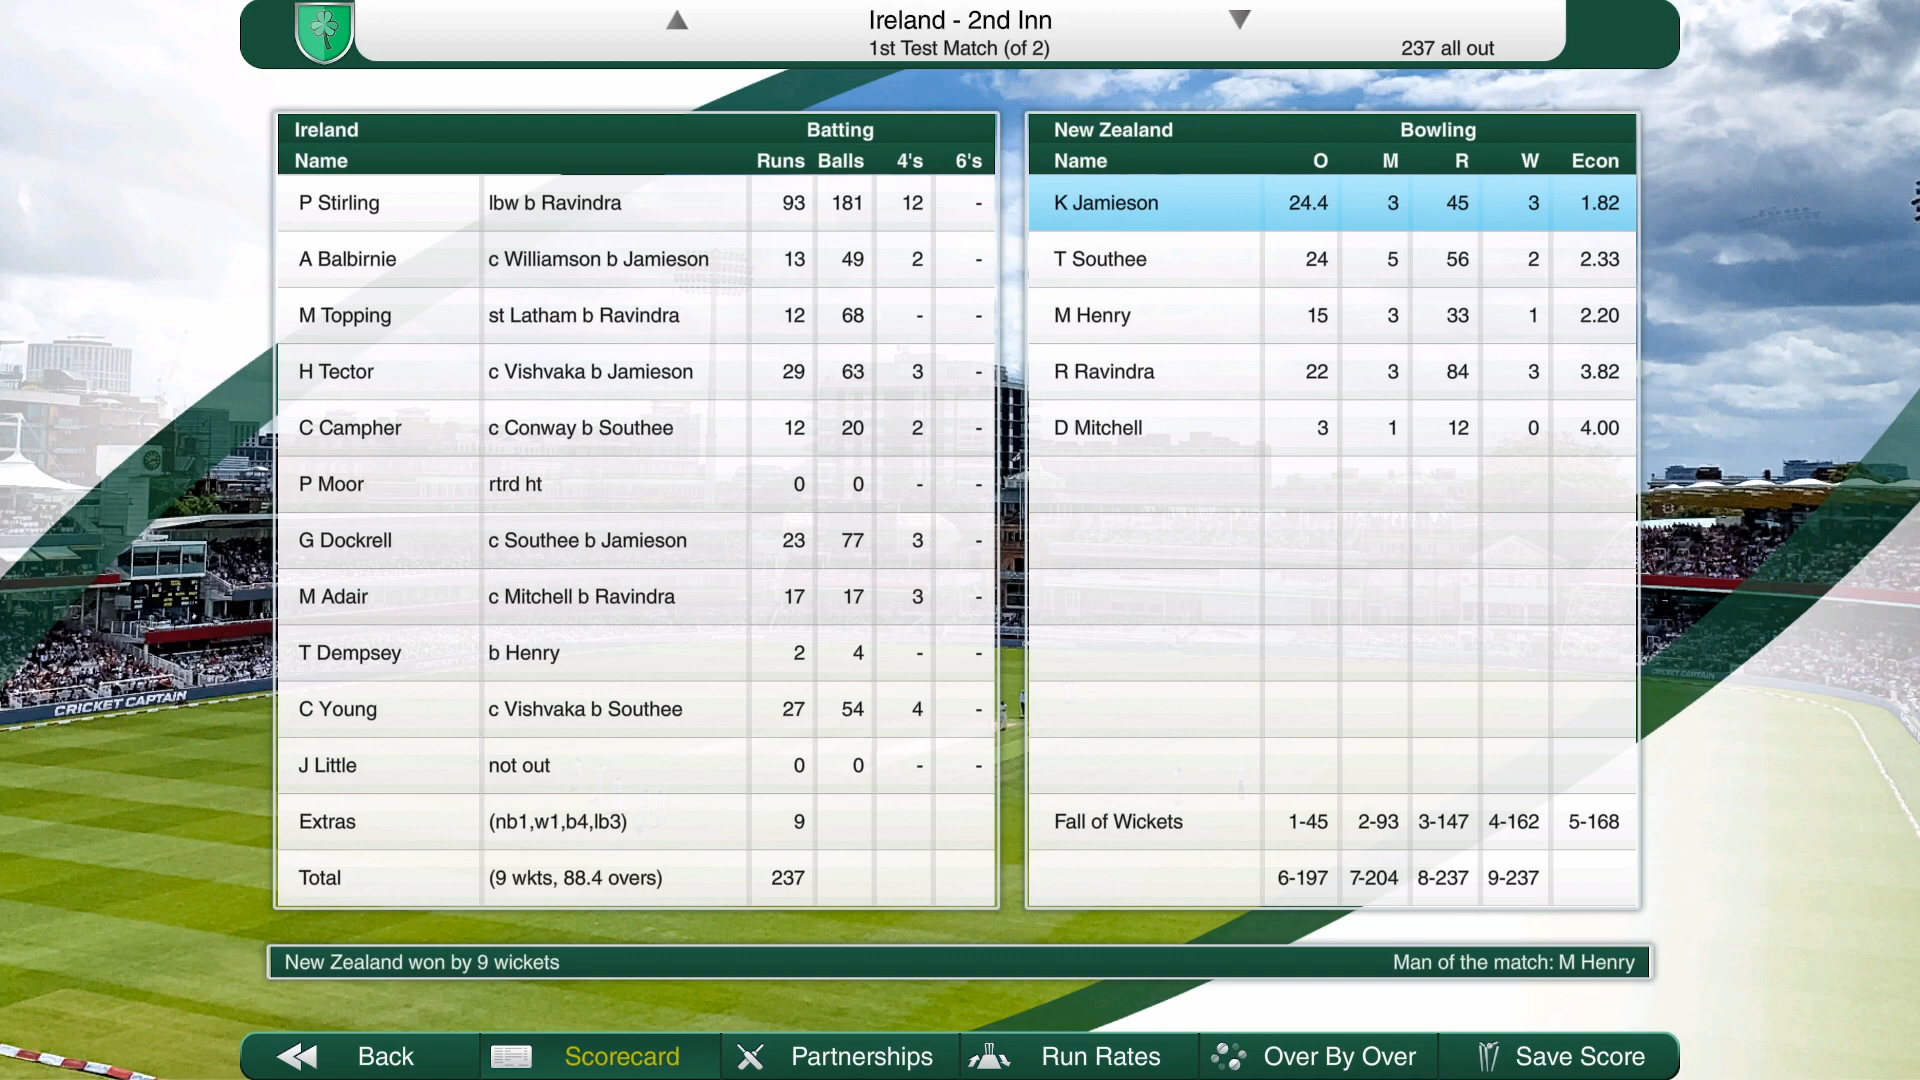 Ireland - 2nd Inn
1st Test Match (of 2)
237 all out
Ireland Batting
Name Runs Balls 4's 6's
P Stirling lbw b Ravindra 93 181 12 -
A Balbirnie c Williamson b Jamieson 13 49 2 -
M Topping st Latham b Ravindra 12 68 - -
H Tector c Vishvaka b Jamieson 29 63 3 -
C Campher c Conway b Southee 12 20 2 -
P Moor rtrd ht 0 0 - -
G Dockrell c Southee b Jamieson 23 77 3 -
M Adair c Mitchell b Ravindra 17 17 3 -
T Dempsey b Henry 2 4 - -
C Young c Vishvaka b Southee 27 54 4 -
J Little not out 0 0 - -
Extras (nb1,w1,b4,lb3) 9
Total (9 wkts, 88.4 overs) 237
New Zealand Bowling
Name O M R W Econ
K Jamieson 24.4 3 45 3 1.82
T Southee 24 5 56 2 2.33
M Henry 15 3 33 1 2.20
R Ravindra 22 3 84 3 3.82
D Mitchell 3 1 12 0 4.00
Fall of Wickets 1-45 2-93 3-147 4-162 5-168
6-197 7-204 8-237 9-237
CRICKET CAPTAIN
New Zealand won by 9 wickets
Man of the match: M Henry
Back Scorecard Partnerships Run Rates Over By Over Save Score